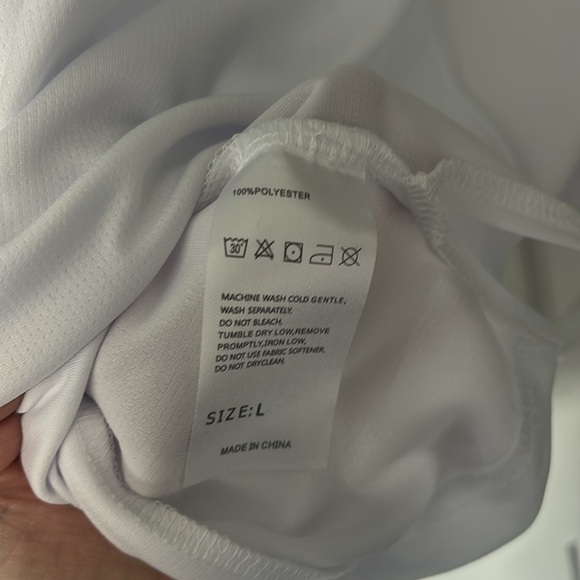 100%POLYESTER
30°
MACHINE WASH COLD GENTLE,
WASH SEPARATELY,
DO NOT BLEACH,
TUMBLE DRY LOW,REMOVE
PROMPTLY,IRON LOW,
DO NOT USE FABRIC SOFTENER,
DO NOT DRYCLEAN.
SIZE:L
MADE IN CHINA